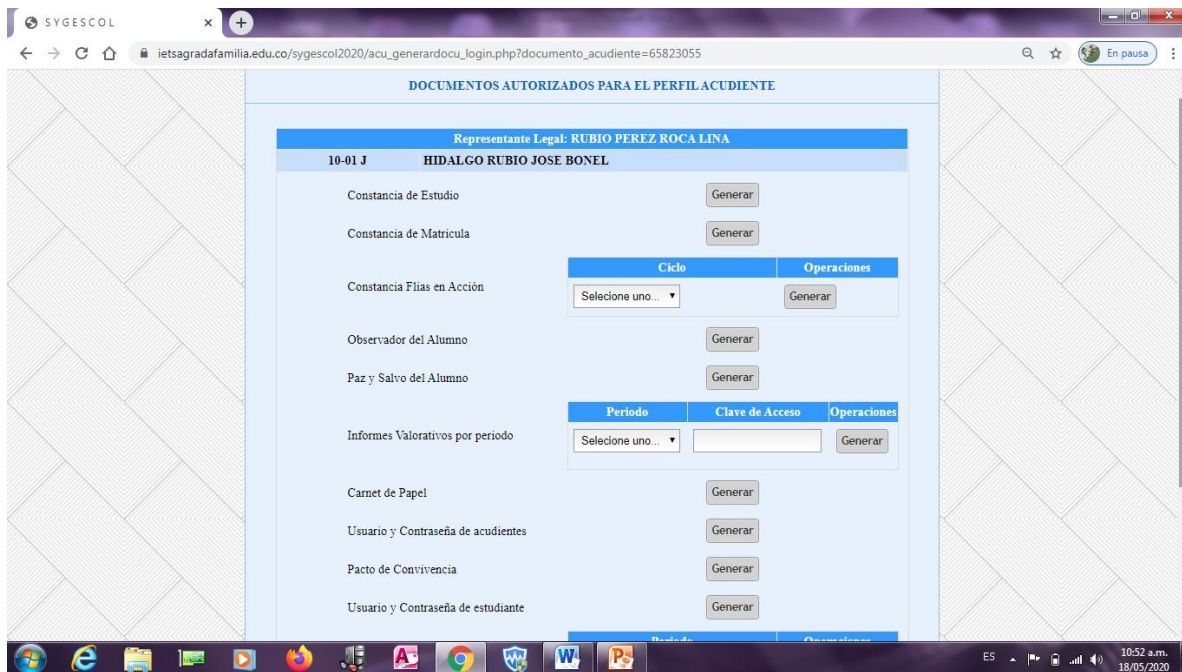 SYGESCOL
ietsagradafamilia.edu.co/sygescol2020/acu_generardocu_login.php?documento_acudiente=65823055
En pausa
DOCUMENTOS AUTORIZADOS PARA EL PERFIL ACUDIENTE
Representante Legal: RUBIO PEREZ ROCA LINA
10-01 J HIDALGO RUBIO JOSE BONEL
Constancia de Estudio Generar
Constancia de Matricula Generar
Ciclo Operaciones
Constancia Flias en Acción
Selecione uno... Generar
Observador del Alumno Generar
Paz y Salvo del Alumno Generar
Periodo Clave de Acceso Operaciones
Informes Valorativos por periodo
Selecione uno... Generar
Carnet de Papel Generar
Usuario y Contraseña de acudientes Generar
Pacto de Convivencia Generar
Usuario y Contraseña de estudiante Generar
Periodo Operaciones
ES 10:52 a.m.
18/05/2020